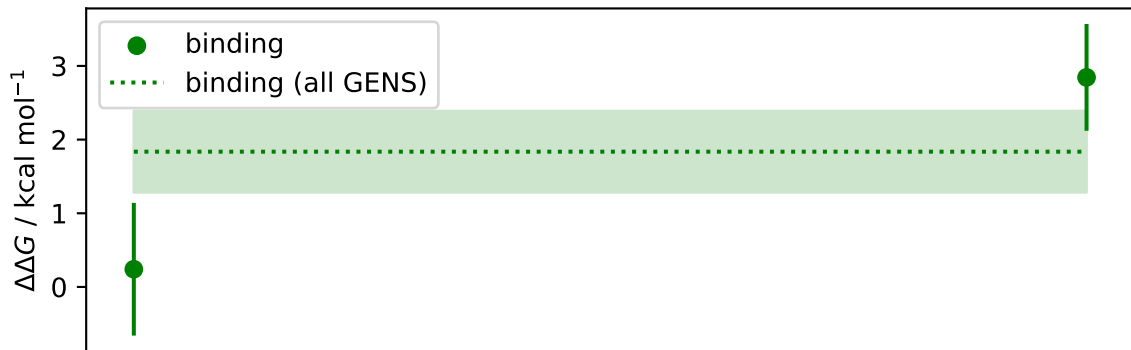 binding
binding (all GENS)
3
2
1
0
ΔΔG / kcal mol⁻¹